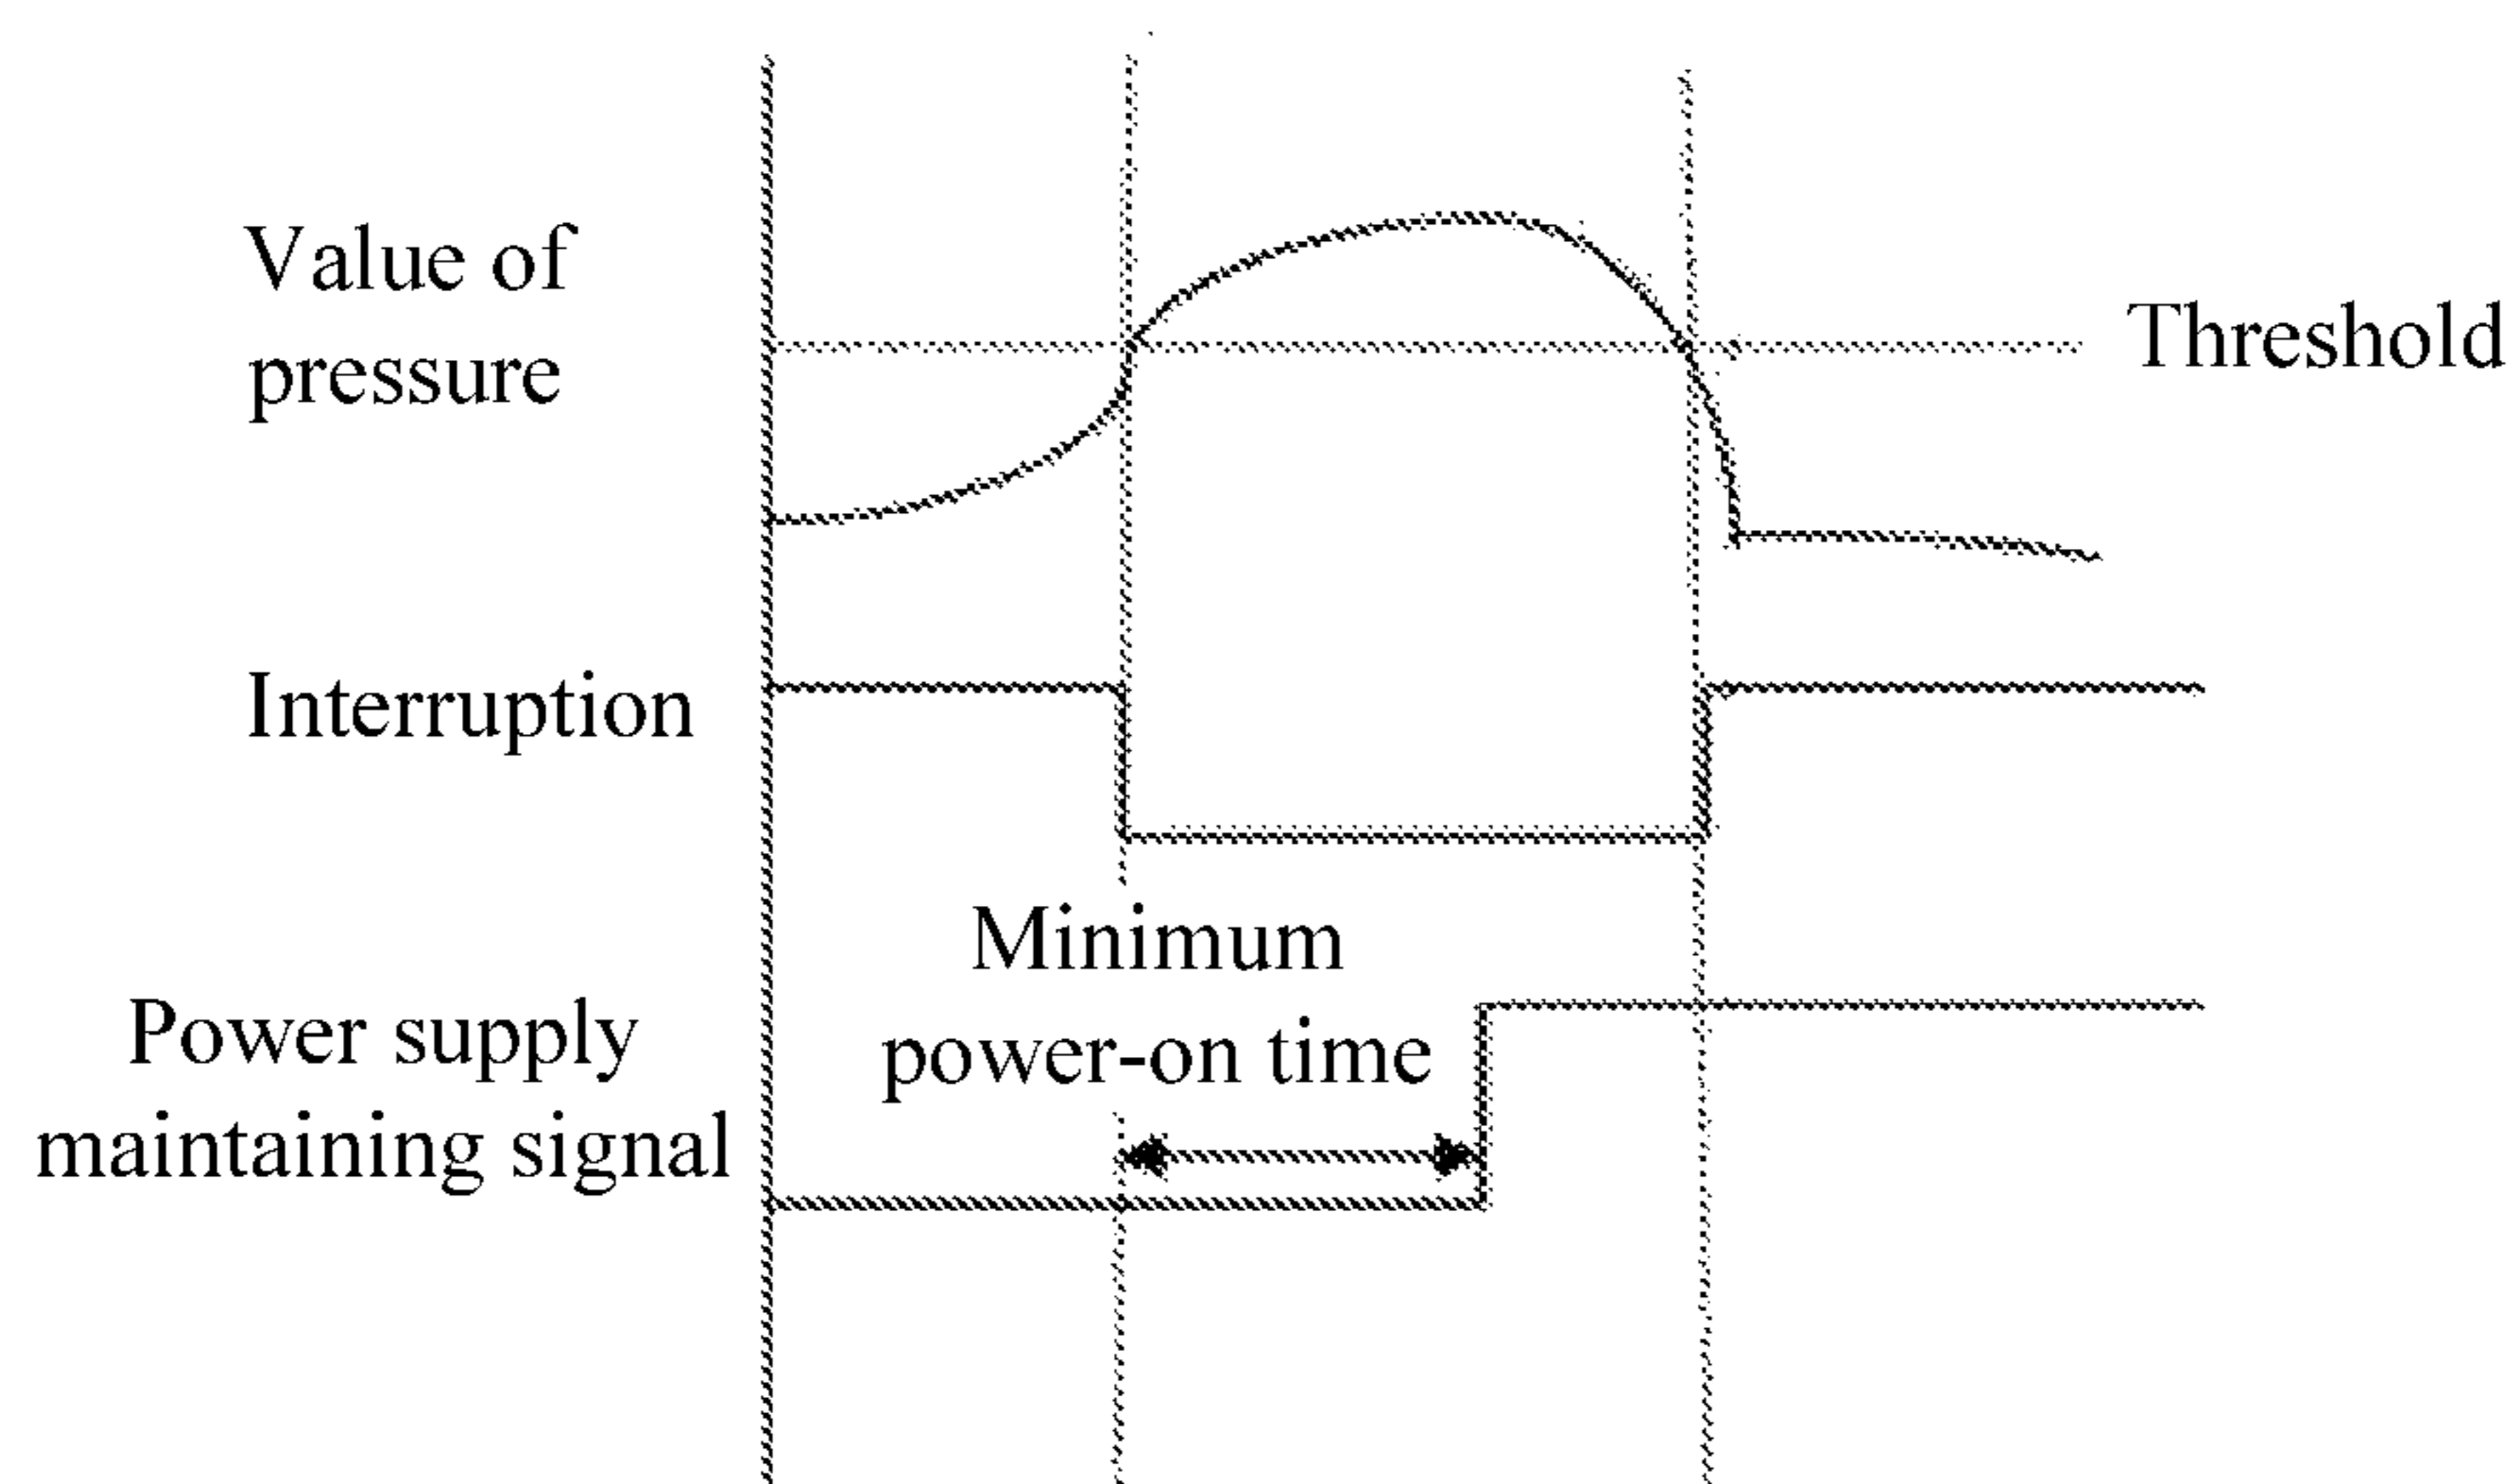 Value of
pressure
Threshold
Interruption
Minimum
power-on time
Power supply
maintaining signal